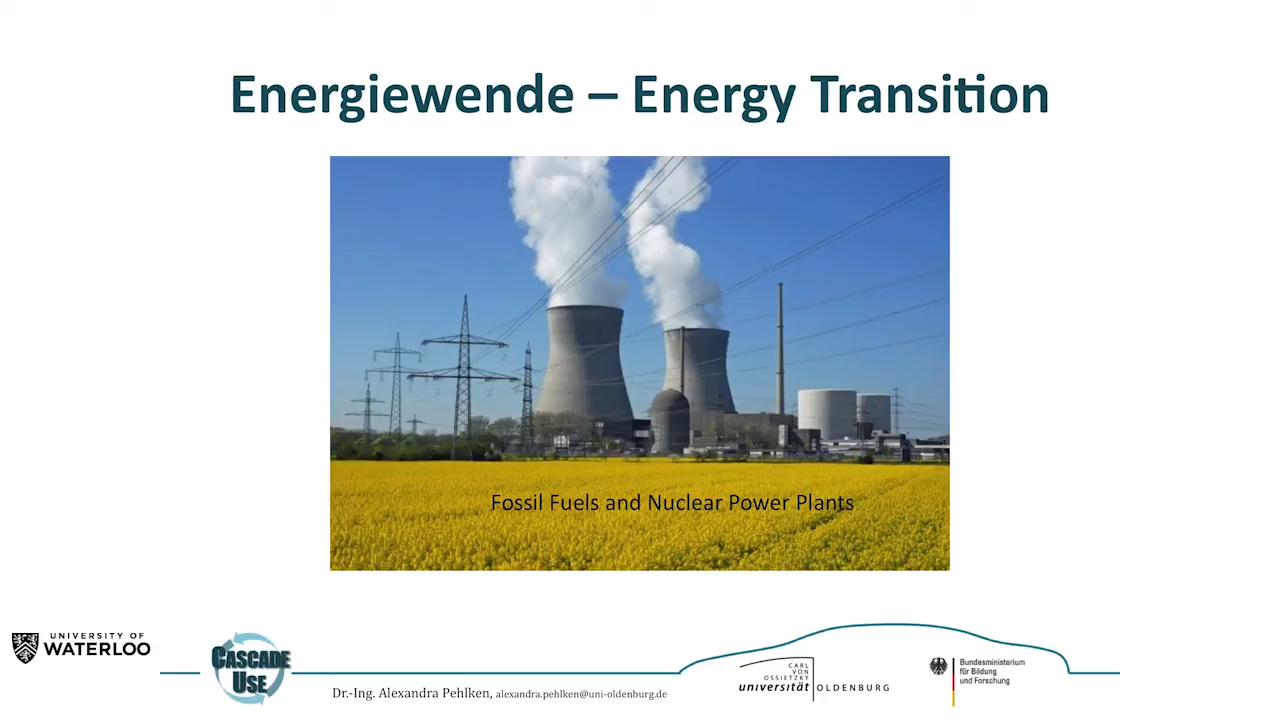 Energiewende – Energy Transition
Fossil Fuels and Nuclear Power Plants
UNIVERSITY OF
WATERLOO
CASCADE
USE
Dr.-Ing. Alexandra Pehlken, alexandra.pehlken@uni-oldenburg.de
CARL
VON
OSSIETZKY
universität OLDENBURG
Bundesministerium
für Bildung
und Forschung